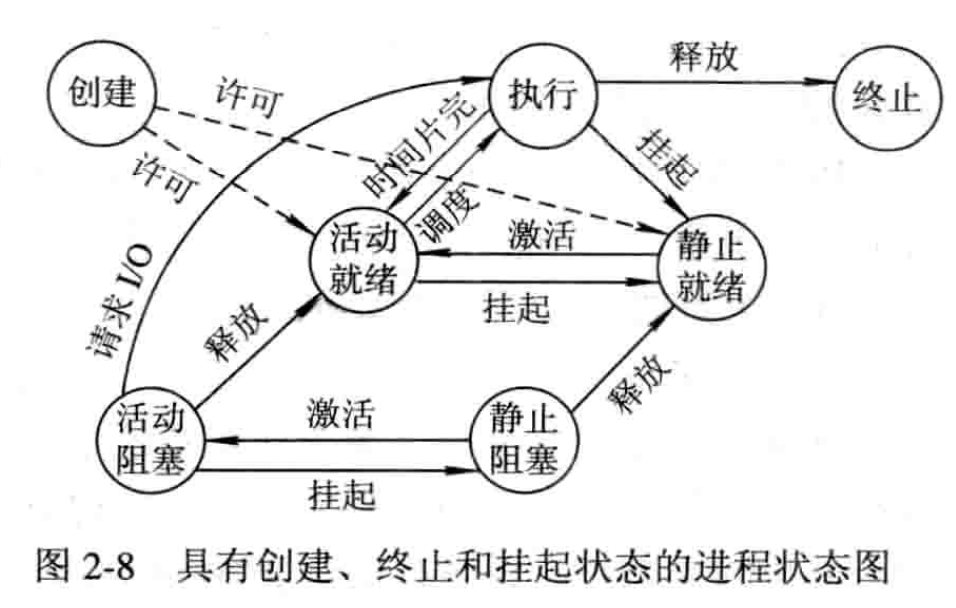 创建
许可
许可
执行
释放
终止
时间片完
调度
挂起
活动
就绪
激活
挂起
静止
就绪
请求 I/O
释放
释放
活动
阻塞
激活
挂起
静止
阻塞
图 2-8 具有创建、终止和挂起状态的进程状态图